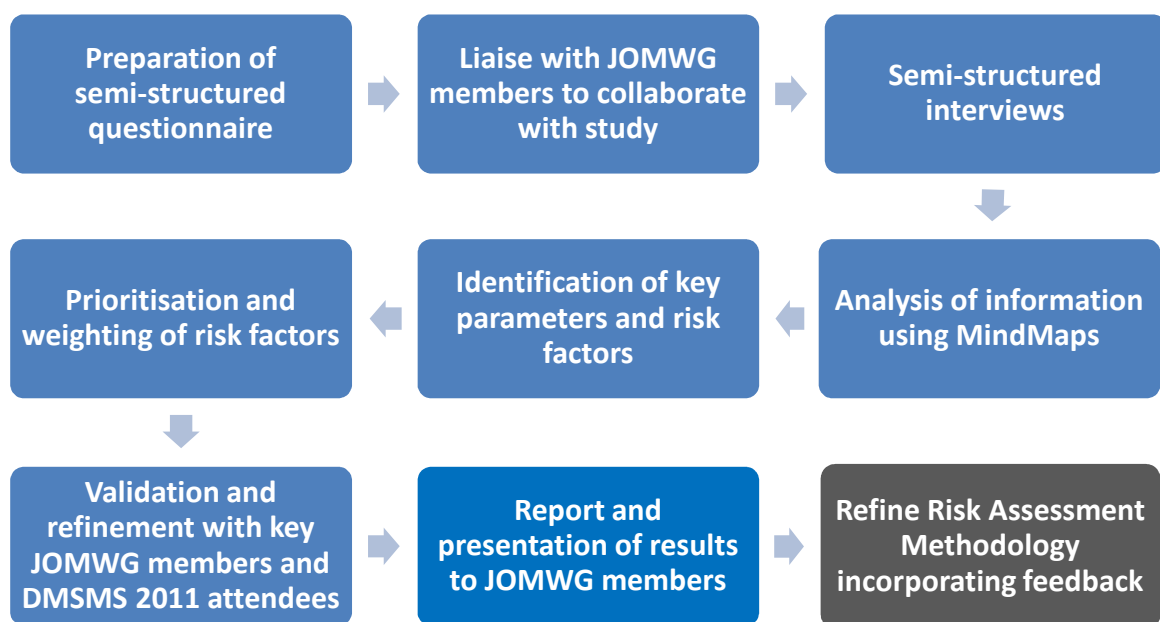 Preparation of
semi-structured
questionnaire
Liaise with JOMWG
members to collaborate
with study
Semi-structured
interviews
Analysis of information
using MindMaps
Identification of key
parameters and risk
factors
Prioritisation and
weighting of risk factors
Validation and
refinement with key
JOMWG members and
DMSMS 2011 attendees
Report and
presentation of results
to JOMWG members
Refine Risk Assessment
Methodology
incorporating feedback